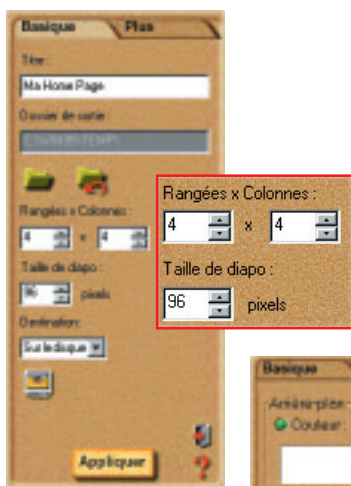 Basique Plus
Titre :
Ma Home Page
Dossier de sortie :
Rangées x Colonnes :
4 x 4
Taille de diapo :
96 pixels
Destination :
Sur le disque
Appliquer
?
Rangées x Colonnes :
4 x 4
Taille de diapo :
96 pixels
Basique
Arrière-plan
Couleur :